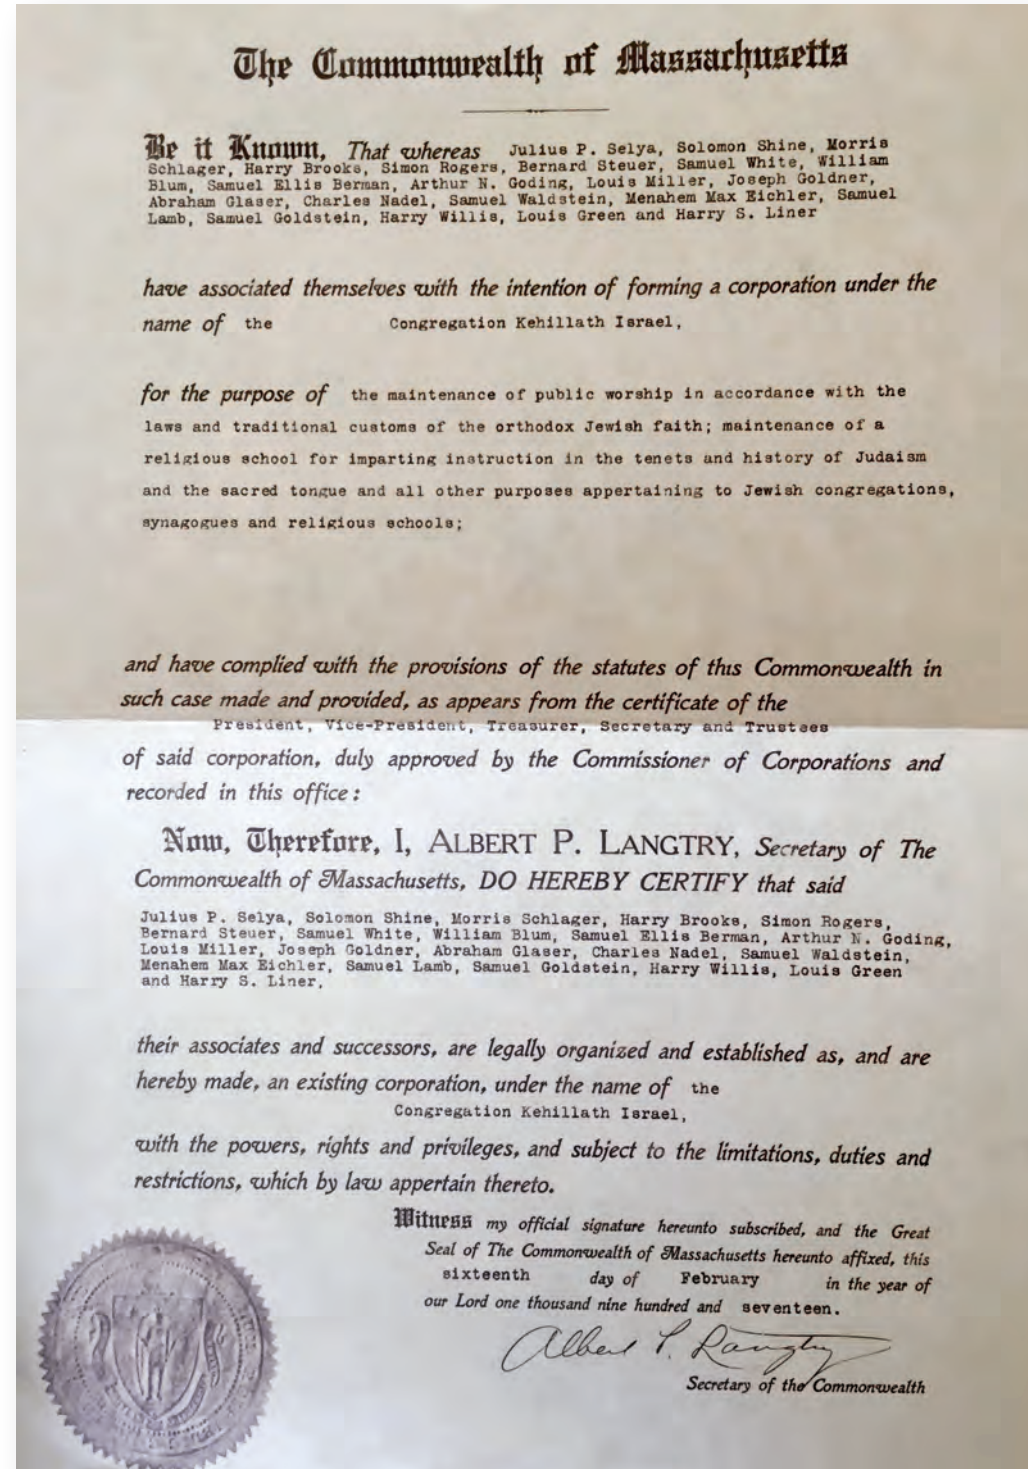 The Commonwealth of Massachusetts
Be it Known, That whereas Julius P. Selya, Solomon Shine, Morris
Schlager, Harry Brooks, Simon Rogers, Bernard Steuer, Samuel White, William
Blum, Samuel Ellis Berman, Arthur N. Goding, Louis Miller, Joseph Goldner,
Abraham Glaser, Charles Nadel, Samuel Waldstein, Menahem Max Eichler, Samuel
Lamb, Samuel Goldstein, Harry Willis, Louis Green and Harry S. Liner
have associated themselves with the intention of forming a corporation under the
name of the Congregation Kehillath Israel,
for the purpose of the maintenance of public worship in accordance with the
laws and traditional customs of the orthodox Jewish faith; maintenance of a
religious school for imparting instruction in the tenets and history of Judaism
and the sacred tongue and all other purposes appertaining to Jewish congregations,
synagogues and religious schools;
and have complied with the provisions of the statutes of this Commonwealth in
such case made and provided, as appears from the certificate of the
President, Vice-President, Treasurer, Secretary and Trustees
of said corporation, duly approved by the Commissioner of Corporations and
recorded in this office:
Now, Therefore, I, ALBERT P. LANGTRY, Secretary of The
Commonwealth of Massachusetts, DO HEREBY CERTIFY that said
Julius P. Selya, Solomon Shine, Morris Schlager, Harry Brooks, Simon Rogers,
Bernard Steuer, Samuel White, William Blum, Samuel Ellis Berman, Arthur N. Goding,
Louis Miller, Joseph Goldner, Abraham Glaser, Charles Nadel, Samuel Waldstein,
Menahem Max Eichler, Samuel Lamb, Samuel Goldstein, Harry Willis, Louis Green
and Harry S. Liner,
their associates and successors, are legally organized and established as, and are
hereby made, an existing corporation, under the name of the
Congregation Kehillath Israel,
with the powers, rights and privileges, and subject to the limitations, duties and
restrictions, which by law appertain thereto.
Witness my official signature hereunto subscribed, and the Great
Seal of The Commonwealth of Massachusetts hereunto affixed, this
sixteenth day of February in the year of
our Lord one thousand nine hundred and seventeen.
Albert P. Langtry
Secretary of the Commonwealth